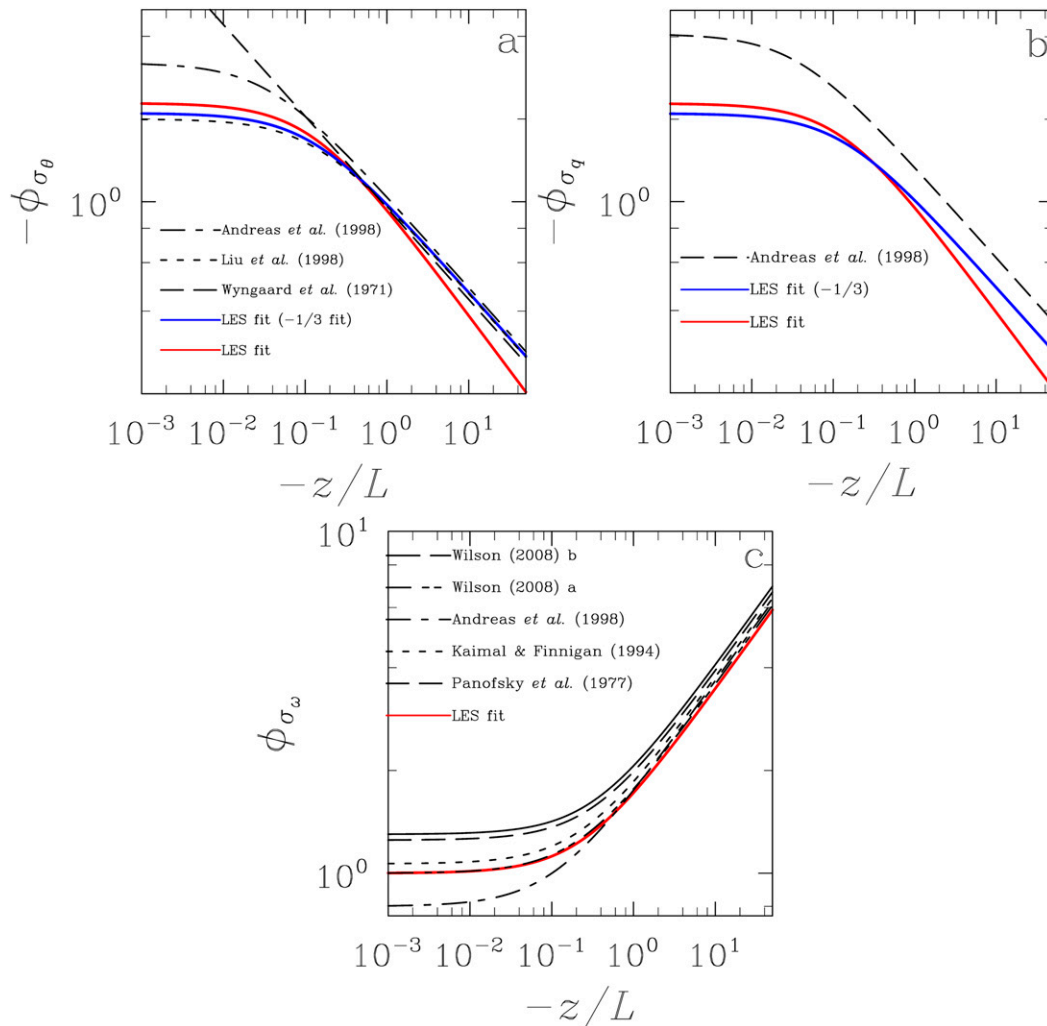 a
−ϕσθ
10⁰
Andreas et al. (1998)
Liu et al. (1998)
Wyngaard et al. (1971)
LES fit (−1/3 fit)
LES fit
10⁻³ 10⁻² 10⁻¹ 10⁰ 10¹
−z/L
b
−ϕσq
10⁰
Andreas et al. (1998)
LES fit (−1/3)
LES fit
10⁻³ 10⁻² 10⁻¹ 10⁰ 10¹
−z/L
10¹
c
Wilson (2008) b
Wilson (2008) a
Andreas et al. (1998)
Kaimal & Finnigan (1994)
Panofsky et al. (1977)
LES fit
ϕσω
10⁰
10⁻³ 10⁻² 10⁻¹ 10⁰ 10¹
−z/L